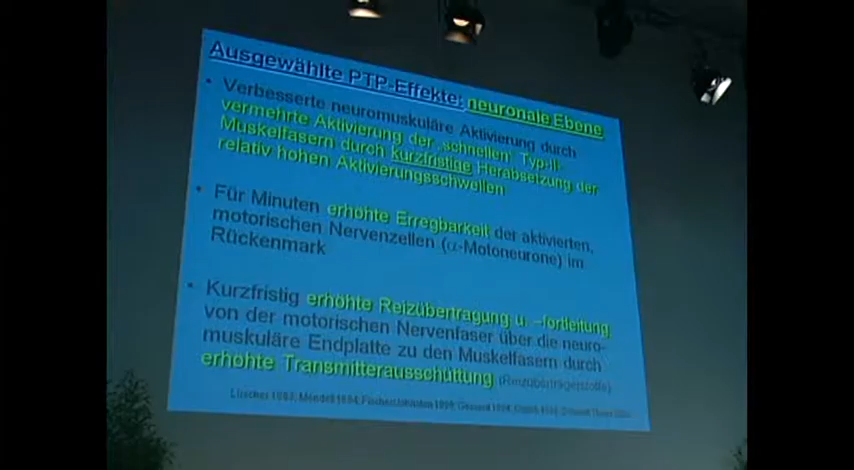 Ausgewählte PTP-Effekte: neuronale Ebene
• Verbesserte neuromuskuläre Aktivierung durch
vermehrte Aktivierung der „schnellen“ Typ-II-
Muskelfasern durch kurzfristige Herabsetzung der
relativ hohen Aktivierungsschwellen
• Für Minuten erhöhte Erregbarkeit der aktivierten,
motorischen Nervenzellen (α-Motoneurone) im
Rückenmark
• Kurzfristig erhöhte Reizübertragung u. –fortleitung
von der motorischen Nervenfaser über die neuro-
muskuläre Endplatte zu den Muskelfasern durch
erhöhte Transmitterausschüttung (Reizüberträgerstoffe)